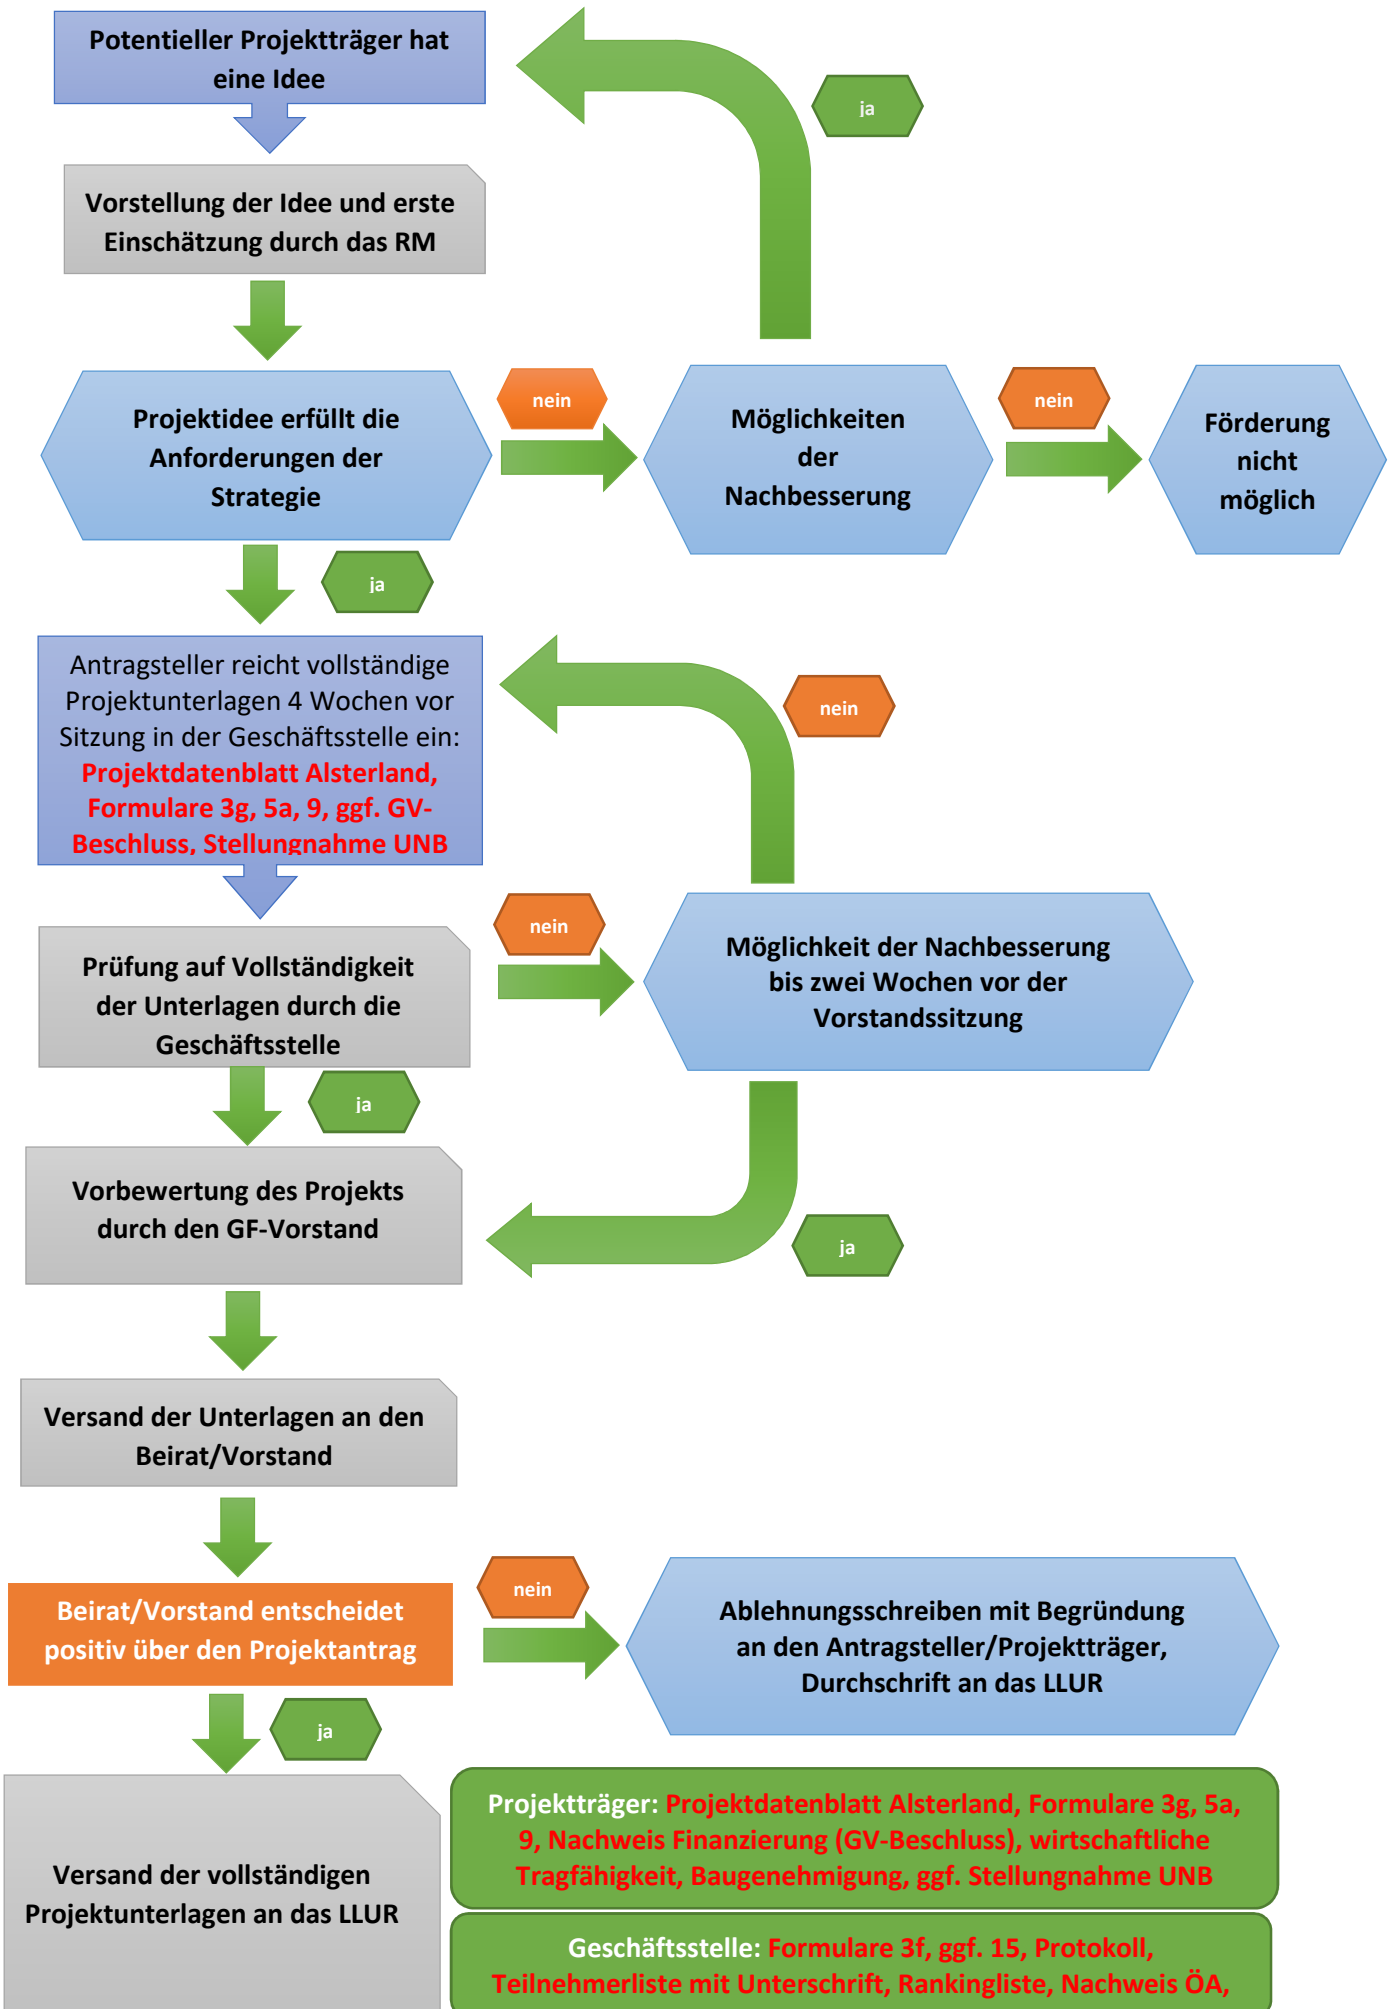 Potentieller Projektträger hat
eine Idee
ja
Vorstellung der Idee und erste
Einschätzung durch das RM
Projektidee erfüllt die
Anforderungen der
Strategie
nein
Möglichkeiten
der
Nachbesserung
nein
Förderung
nicht
möglich
ja
Antragsteller reicht vollständige
Projektunterlagen 4 Wochen vor
Sitzung in der Geschäftsstelle ein:
Projektdatenblatt Alsterland,
Formulare 3g, 5a, 9, ggf. GV-
Beschluss, Stellungnahme UNB
nein
Prüfung auf Vollständigkeit
der Unterlagen durch die
Geschäftsstelle
nein
Möglichkeit der Nachbesserung
bis zwei Wochen vor der
Vorstandssitzung
ja
Vorbewertung des Projekts
durch den GF-Vorstand
ja
Versand der Unterlagen an den
Beirat/Vorstand
Beirat/Vorstand entscheidet
positiv über den Projektantrag
nein
Ablehnungsschreiben mit Begründung
an den Antragsteller/Projektträger,
Durchschrift an das LLUR
ja
Versand der vollständigen
Projektunterlagen an das LLUR
Projektträger: Projektdatenblatt Alsterland, Formulare 3g, 5a,
9, Nachweis Finanzierung (GV-Beschluss), wirtschaftliche
Tragfähigkeit, Baugenehmigung, ggf. Stellungnahme UNB
Geschäftsstelle: Formulare 3f, ggf. 15, Protokoll,
Teilnehmerliste mit Unterschrift, Rankingliste, Nachweis ÖA,